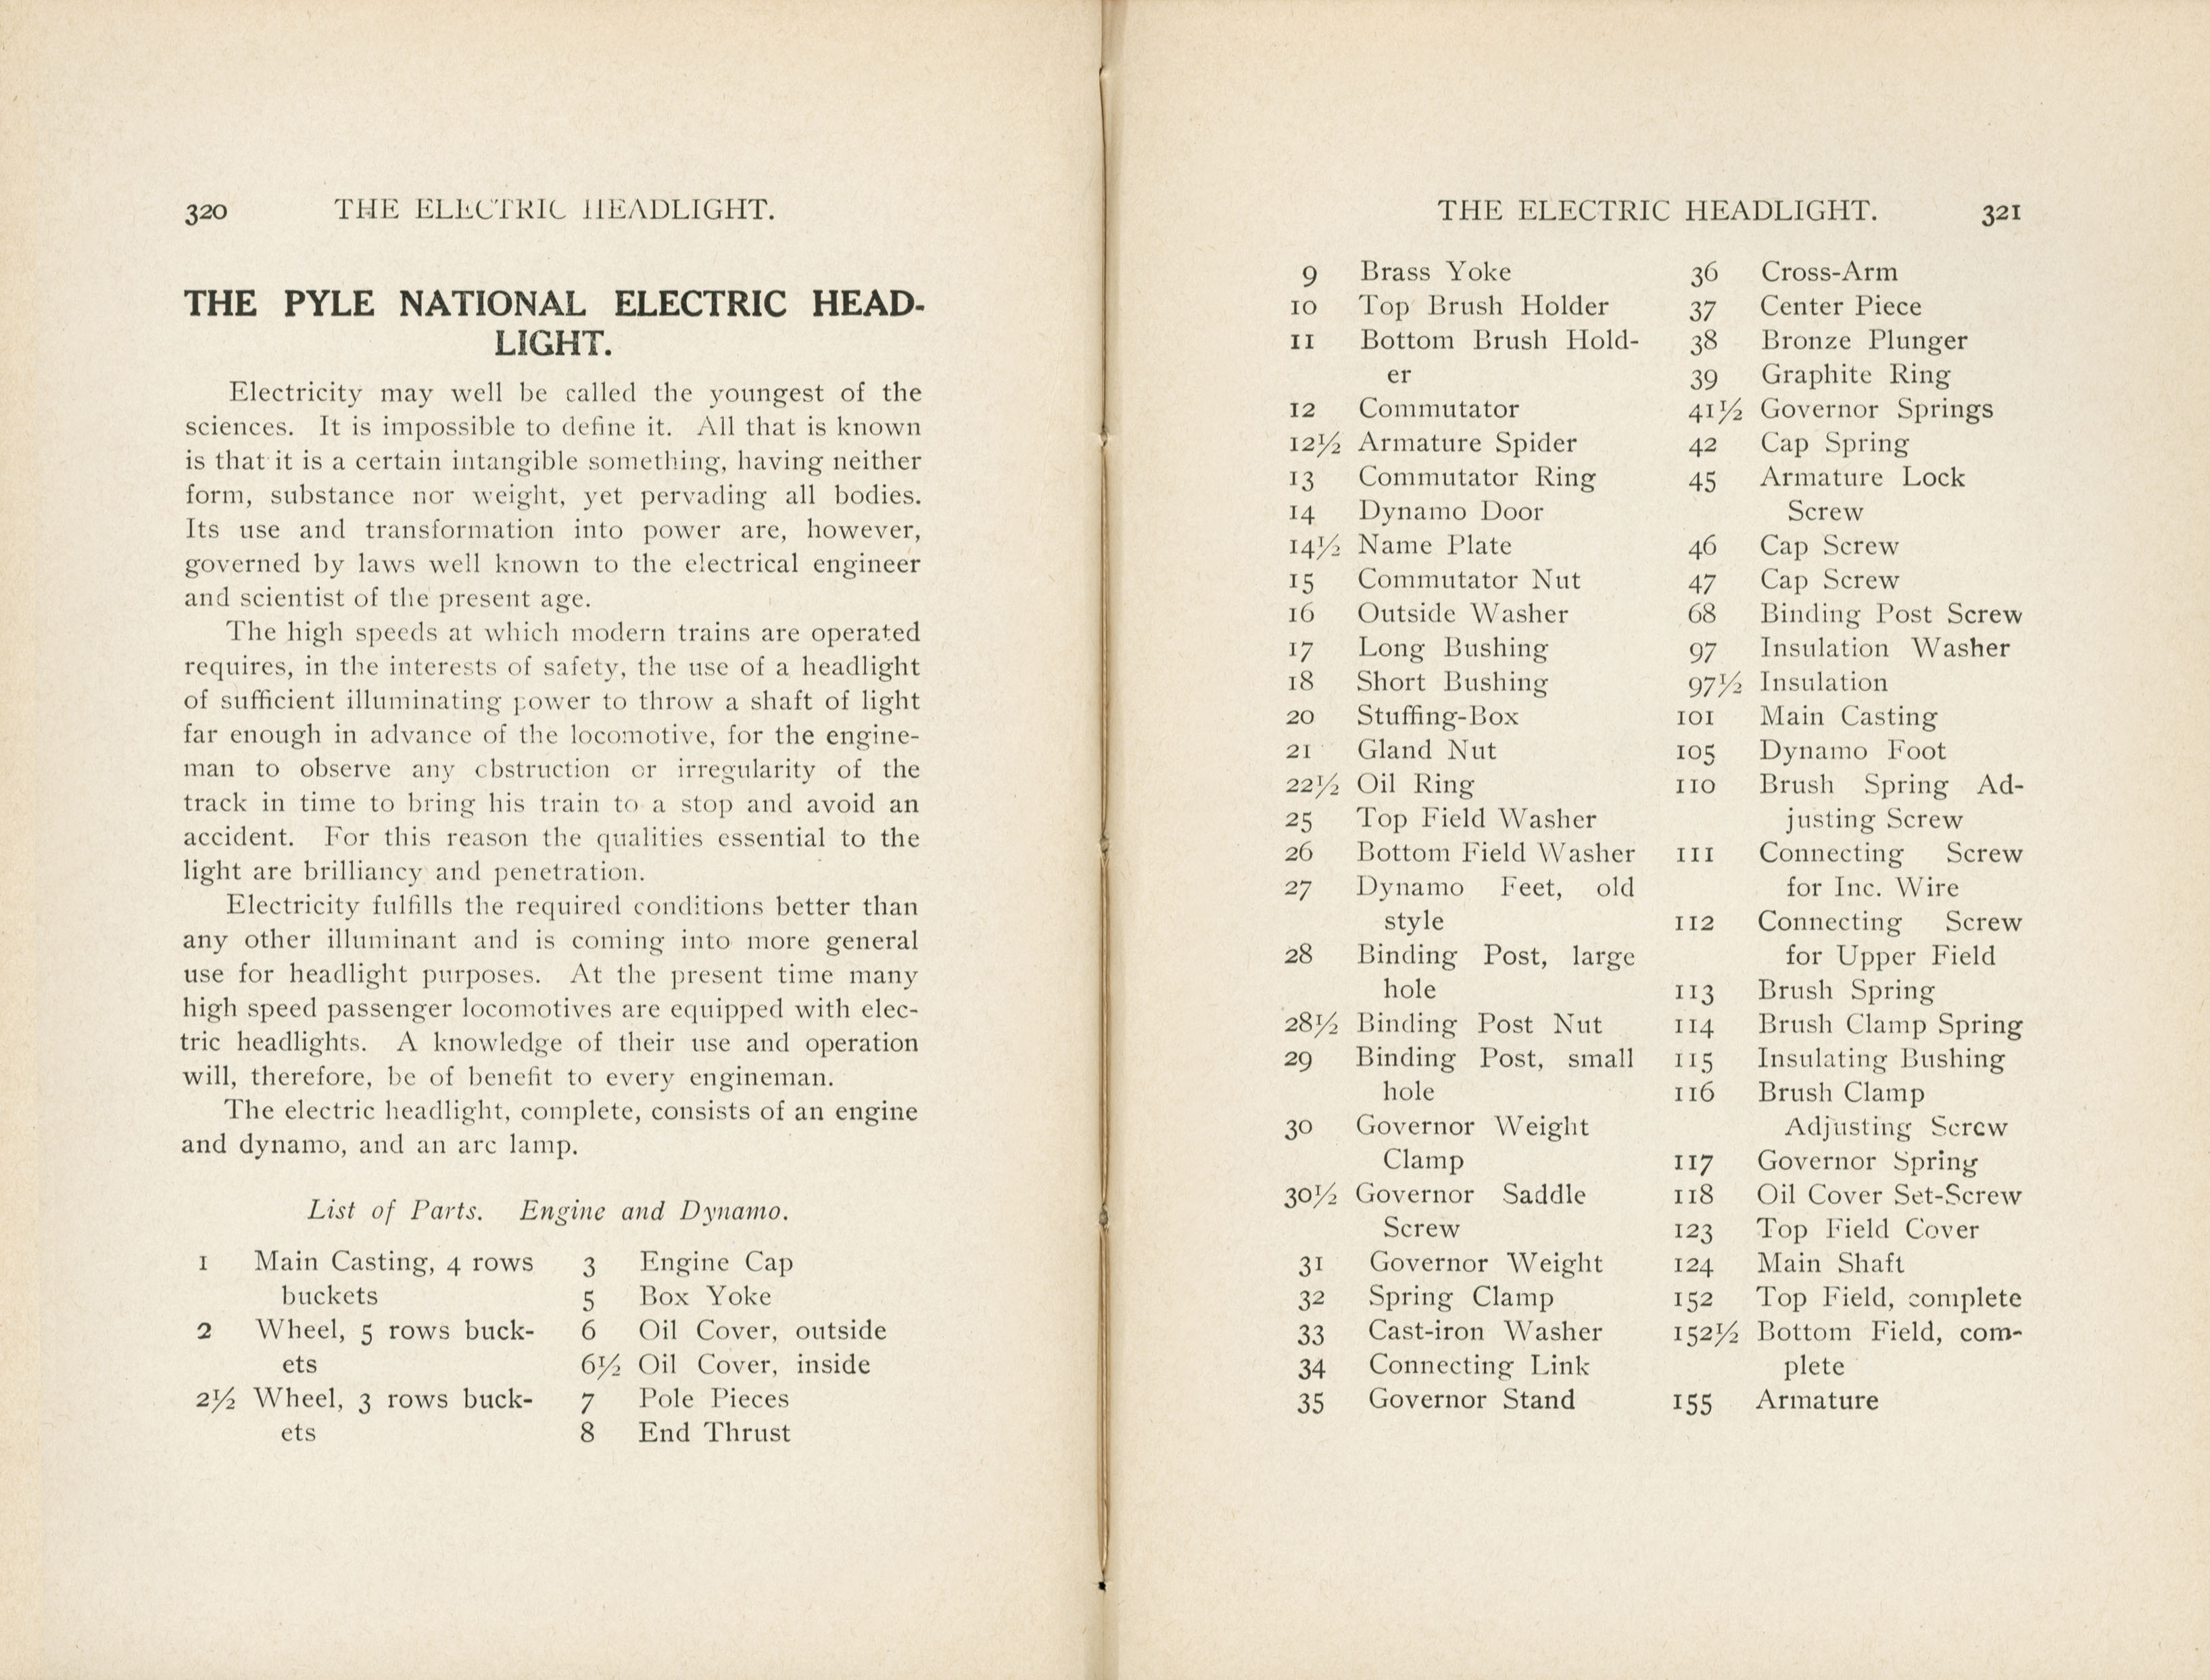 320 THE ELECTRIC HEADLIGHT.
THE PYLE NATIONAL ELECTRIC HEAD-
LIGHT.
Electricity may well be called the youngest of the
sciences. It is impossible to define it. All that is known
is that it is a certain intangible something, having neither
form, substance nor weight, yet pervading all bodies.
Its use and transformation into power are, however,
governed by laws well known to the electrical engineer
and scientist of the present age.
The high speeds at which modern trains are operated
requires, in the interests of safety, the use of a headlight
of sufficient illuminating power to throw a shaft of light
far enough in advance of the locomotive, for the engine-
man to observe any obstruction or irregularity of the
track in time to bring his train to a stop and avoid an
accident. For this reason the qualities essential to the
light are brilliancy and penetration.
Electricity fulfills the required conditions better than
any other illuminant and is coming into more general
use for headlight purposes. At the present time many
high speed passenger locomotives are equipped with elec-
tric headlights. A knowledge of their use and operation
will, therefore, be of benefit to every engineman.
The electric headlight, complete, consists of an engine
and dynamo, and an arc lamp.
List of Parts. Engine and Dynamo.
1 Main Casting, 4 rows
buckets
2 Wheel, 5 rows buck-
ets
2½ Wheel, 3 rows buck-
ets
3 Engine Cap
5 Box Yoke
6 Oil Cover, outside
6½ Oil Cover, inside
7 Pole Pieces
8 End Thrust
THE ELECTRIC HEADLIGHT. 321
9 Brass Yoke
10 Top Brush Holder
11 Bottom Brush Hold-
er
12 Commutator
12½ Armature Spider
13 Commutator Ring
14 Dynamo Door
14½ Name Plate
15 Commutator Nut
16 Outside Washer
17 Long Bushing
18 Short Bushing
20 Stuffing-Box
21 Gland Nut
22½ Oil Ring
25 Top Field Washer
26 Bottom Field Washer
27 Dynamo Feet, old
style
28 Binding Post, large
hole
28½ Binding Post Nut
29 Binding Post, small
hole
30 Governor Weight
Clamp
30½ Governor Saddle
Screw
31 Governor Weight
32 Spring Clamp
33 Cast-iron Washer
34 Connecting Link
35 Governor Stand
36 Cross-Arm
37 Center Piece
38 Bronze Plunger
39 Graphite Ring
41½ Governor Springs
42 Cap Spring
45 Armature Lock
Screw
46 Cap Screw
47 Cap Screw
68 Binding Post Screw
97 Insulation Washer
97½ Insulation
101 Main Casting
105 Dynamo Foot
110 Brush Spring Ad-
justing Screw
111 Connecting Screw
for Inc. Wire
112 Connecting Screw
for Upper Field
113 Brush Spring
114 Brush Clamp Spring
115 Insulating Bushing
116 Brush Clamp
Adjusting Screw
117 Governor Spring
118 Oil Cover Set-Screw
123 Top Field Cover
124 Main Shaft
152 Top Field, complete
152½ Bottom Field, com-
plete
155 Armature